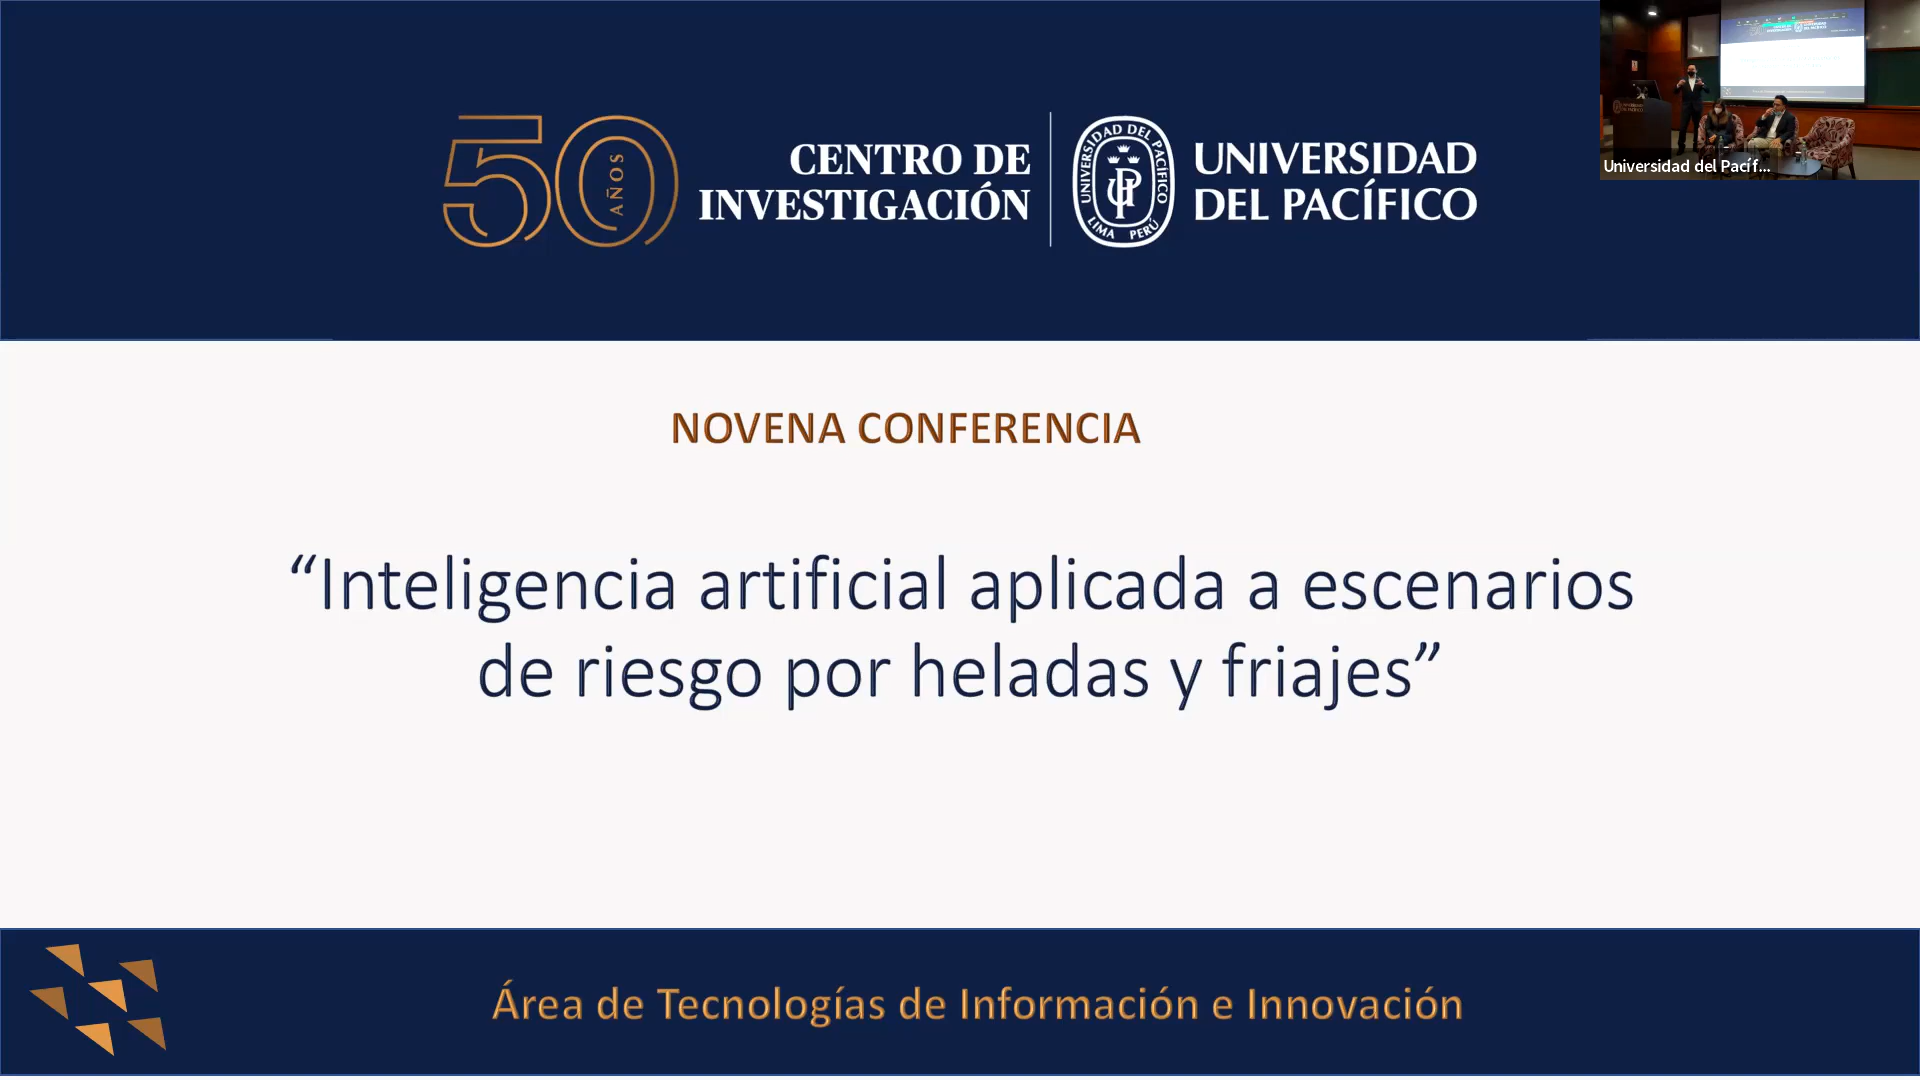 50
AÑOS
CENTRO DE
INVESTIGACIÓN
UNIVERSIDAD DEL PACÍFICO
LIMA PERÚ
UP
UNIVERSIDAD
DEL PACÍFICO
Universidad del Pacíf...
NOVENA CONFERENCIA
“Inteligencia artificial aplicada a escenarios
de riesgo por heladas y friajes”
Área de Tecnologías de Información e Innovación